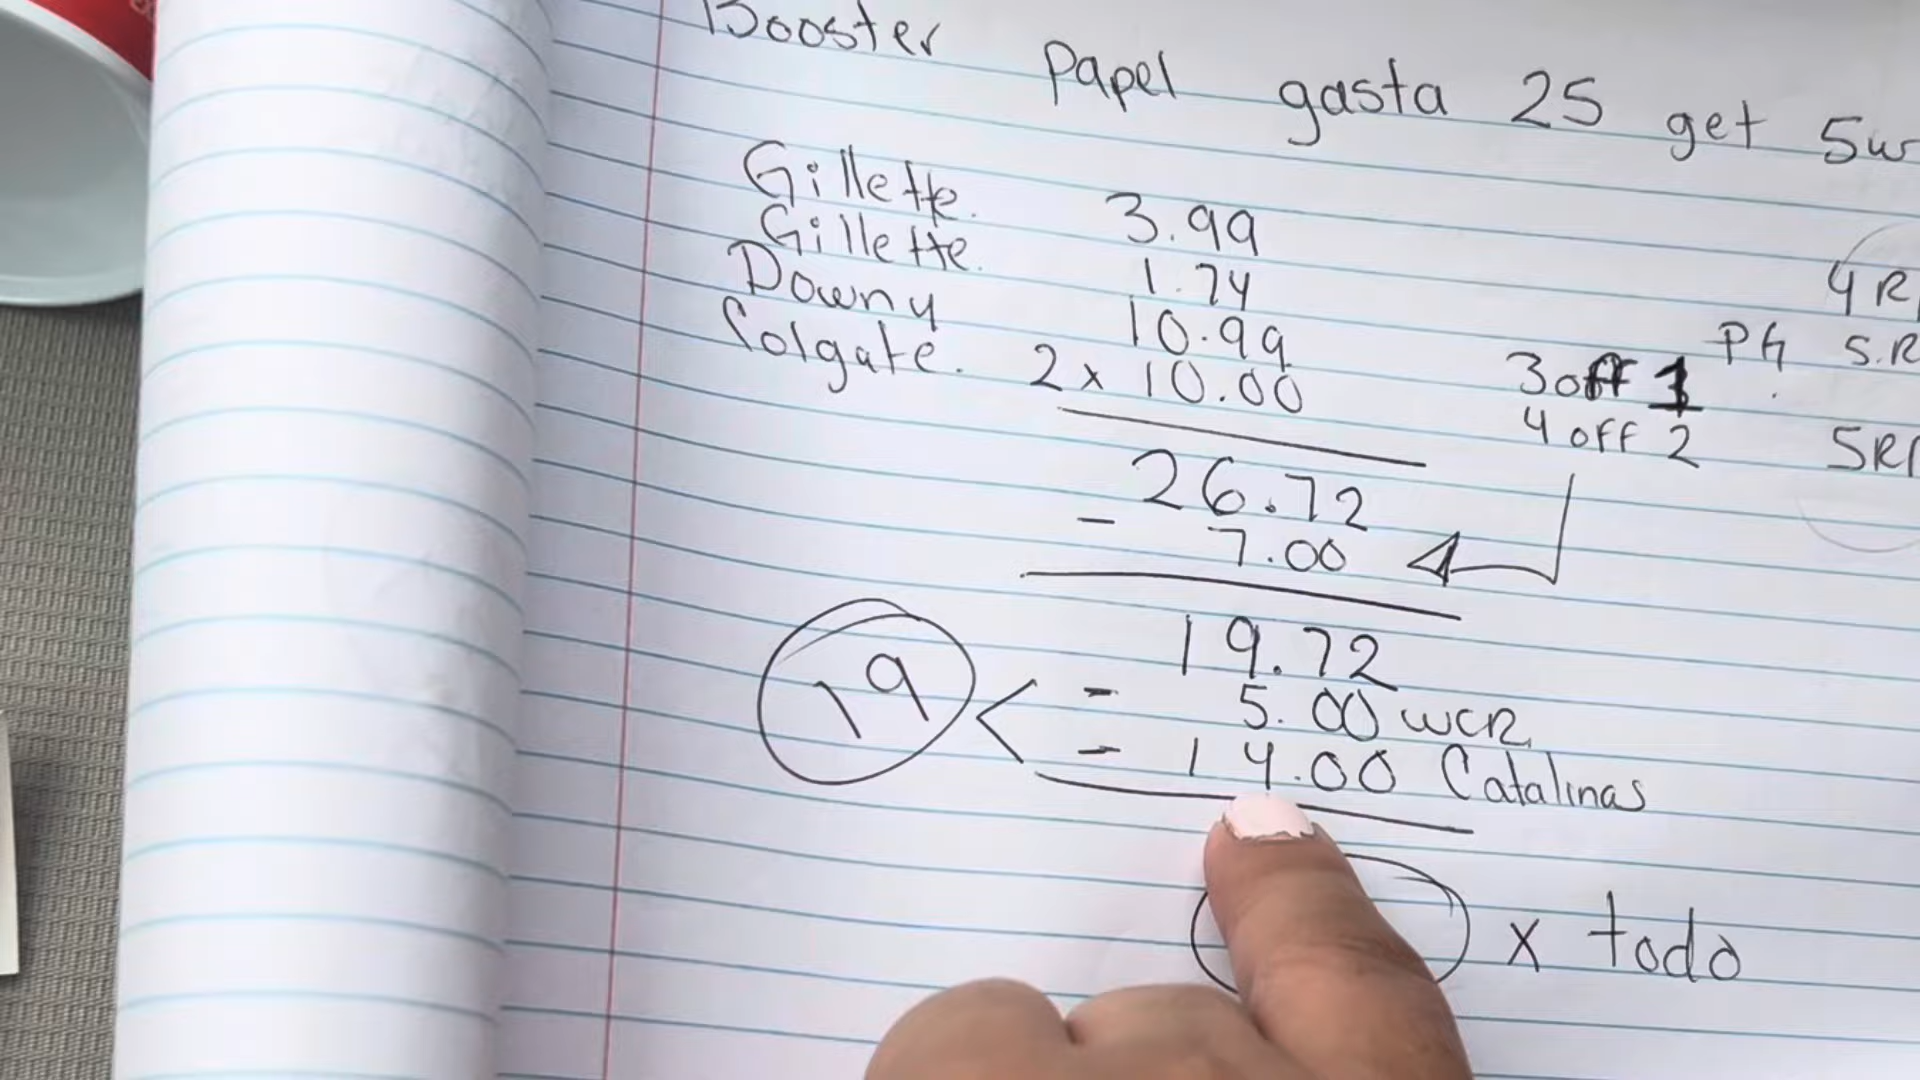 Booster Papel gasta 25 get 5w
Gillette. 3.99
Gillette. 1.74
Downy 10.99
Colgate. 2x 10.00
4R
PG 5.R
3off 1
4 off 2 5R
26.72
- 7.00
19.72
19 < - 5.00 WCR
- 14.00 Catalinas
x todo